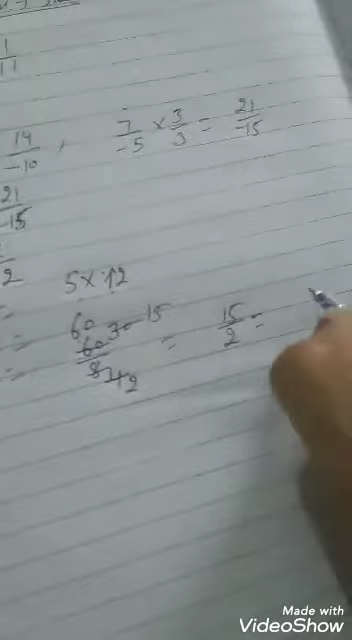 1/11
14/-10 , 7/-5 × 3/3 = 21/-15
21/-15
2
5 × 12
= 60 30 15
= 60/8 4 2 = 15/2 =
Made with
VideoShow